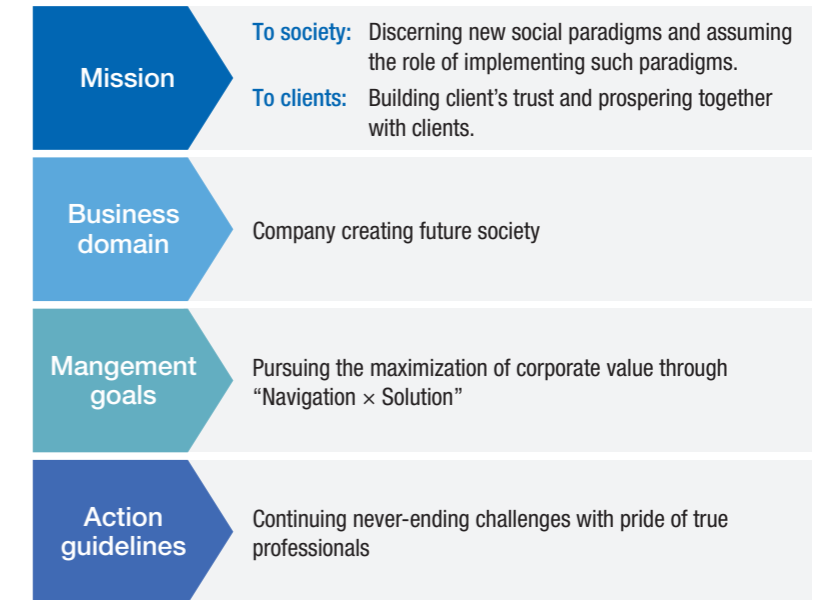 Mission
To society: Discerning new social paradigms and assuming
the role of implementing such paradigms.
To clients: Building client’s trust and prospering together
with clients.
Business
domain
Company creating future society
Mangement
goals
Pursuing the maximization of corporate value through
“Navigation × Solution”
Action
guidelines
Continuing never-ending challenges with pride of true
professionals